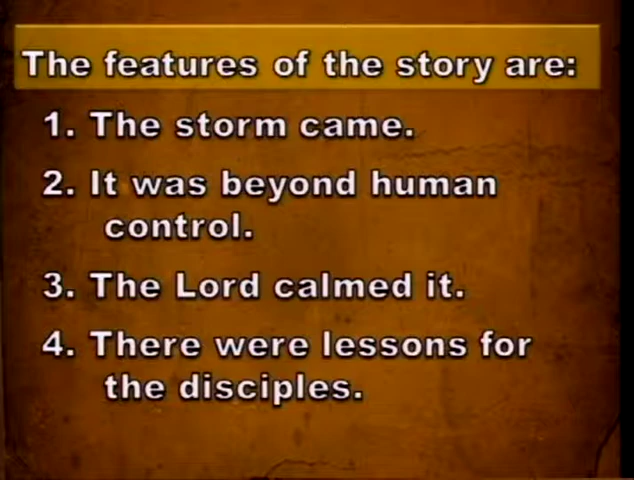 The features of the story are:
1. The storm came.
2. It was beyond human
control.
3. The Lord calmed it.
4. There were lessons for
the disciples.